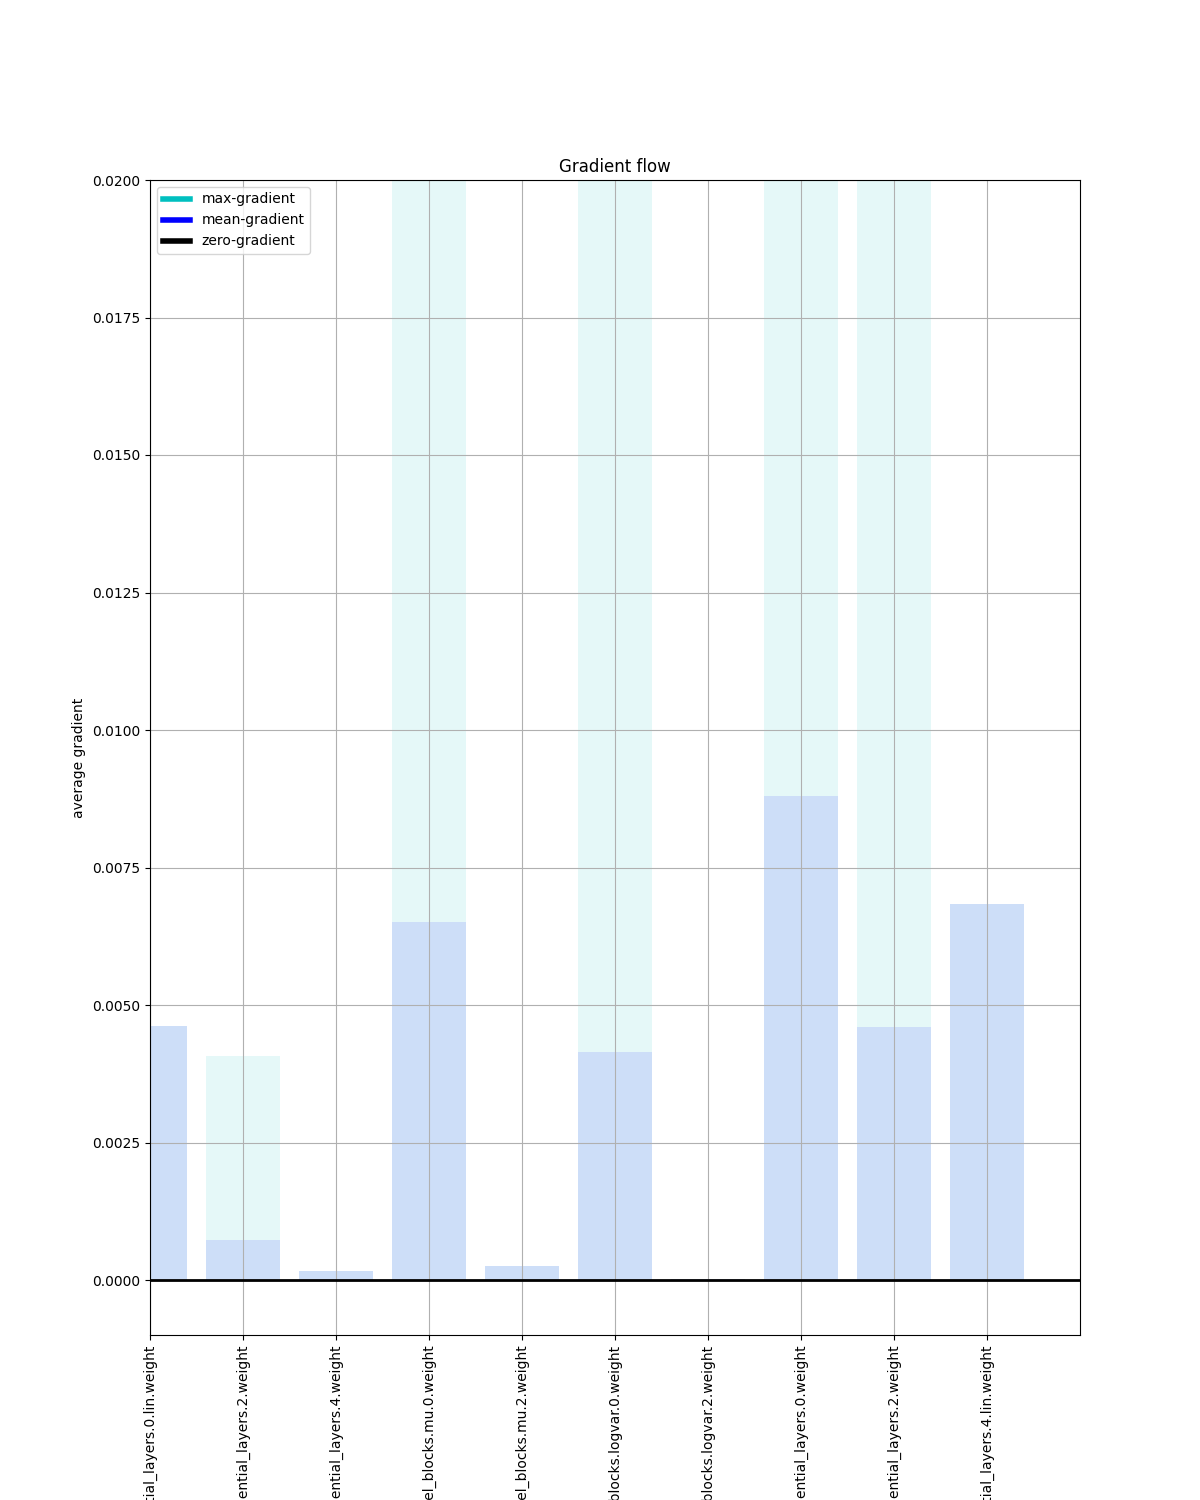 Gradient flow
max-gradient
mean-gradient
zero-gradient
0.0200
0.0175
0.0150
0.0125
0.0100
0.0075
0.0050
0.0025
0.0000
average gradient
tial_layers.0.lin.weight
ential_layers.2.weight
ential_layers.4.weight
el_blocks.mu.0.weight
el_blocks.mu.2.weight
blocks.logvar.0.weight
blocks.logvar.2.weight
ential_layers.0.weight
ential_layers.2.weight
tial_layers.4.lin.weight